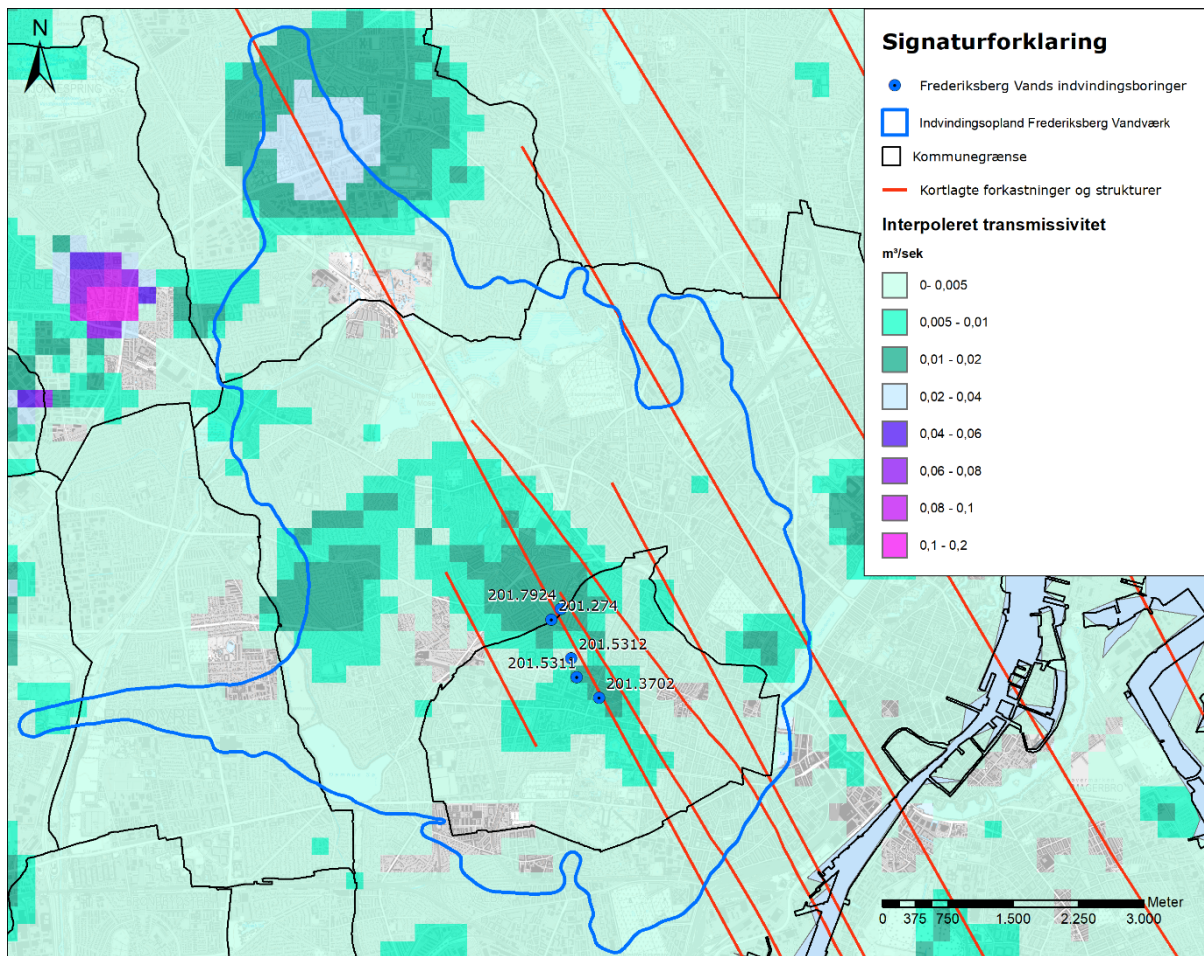 N
Signaturforklaring
Frederiksberg Vands indvindingsboringer
Indvindingsopland Frederiksberg Vandværk
Kommunegrænse
Kortlagte forkastninger og strukturer
Interpoleret transmissivitet
m³/sek
0- 0,005
0,005 - 0,01
0,01 - 0,02
0,02 - 0,04
0,04 - 0,06
0,06 - 0,08
0,08 - 0,1
0,1 - 0,2
201.7924
201.274
201.5312
201.5311
201.3702
Meter
0 375 750 1.500 2.250 3.000